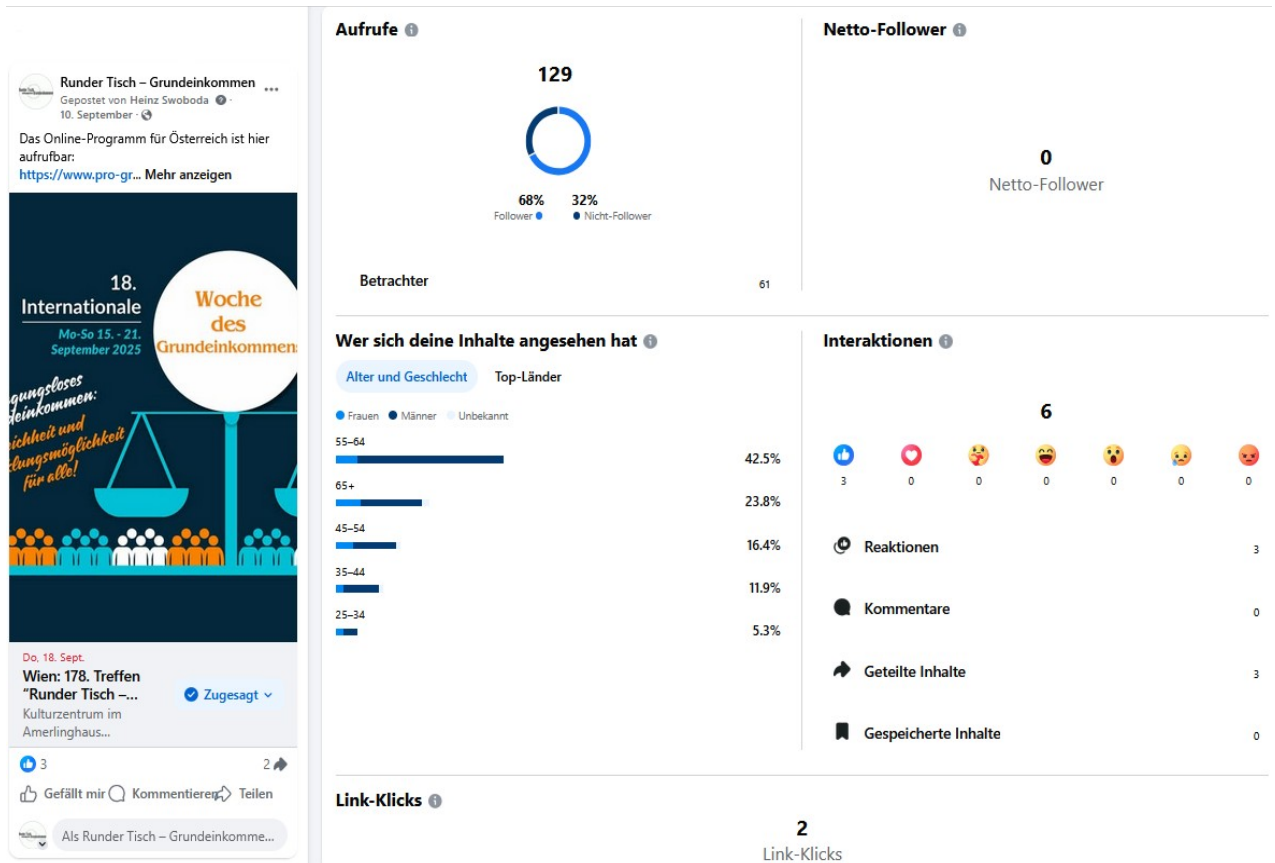 Runder Tisch – Grundeinkommen
Gepostet von Heinz Swoboda
10. September
Das Online-Programm für Österreich ist hier
aufrufbar:
https://www.pro-gr... Mehr anzeigen
18.
Internationale
Mo-So 15. - 21.
September 2025
Woche
des
Grundeinkommens
gungsloses
deinkommen:
ichheit und
lungsmöglichkeit
für alle!
Do, 18. Sept.
Wien: 178. Treffen
"Runder Tisch –...
Kulturzentrum im
Amerlinghaus...
Zugesagt
3
2
Gefällt mir
Kommentieren
Teilen
Als Runder Tisch – Grundeinkomme...
Aufrufe
129
68%
Follower
32%
Nicht-Follower
Betrachter
61
Netto-Follower
0
Netto-Follower
Wer sich deine Inhalte angesehen hat
Alter und Geschlecht
Top-Länder
Frauen
Männer
Unbekannt
55–64
42.5%
65+
23.8%
45–54
16.4%
35–44
11.9%
25–34
5.3%
Interaktionen
6
3 0 0 0 0 0 0
Reaktionen
3
Kommentare
0
Geteilte Inhalte
3
Gespeicherte Inhalte
0
Link-Klicks
2
Link-Klicks